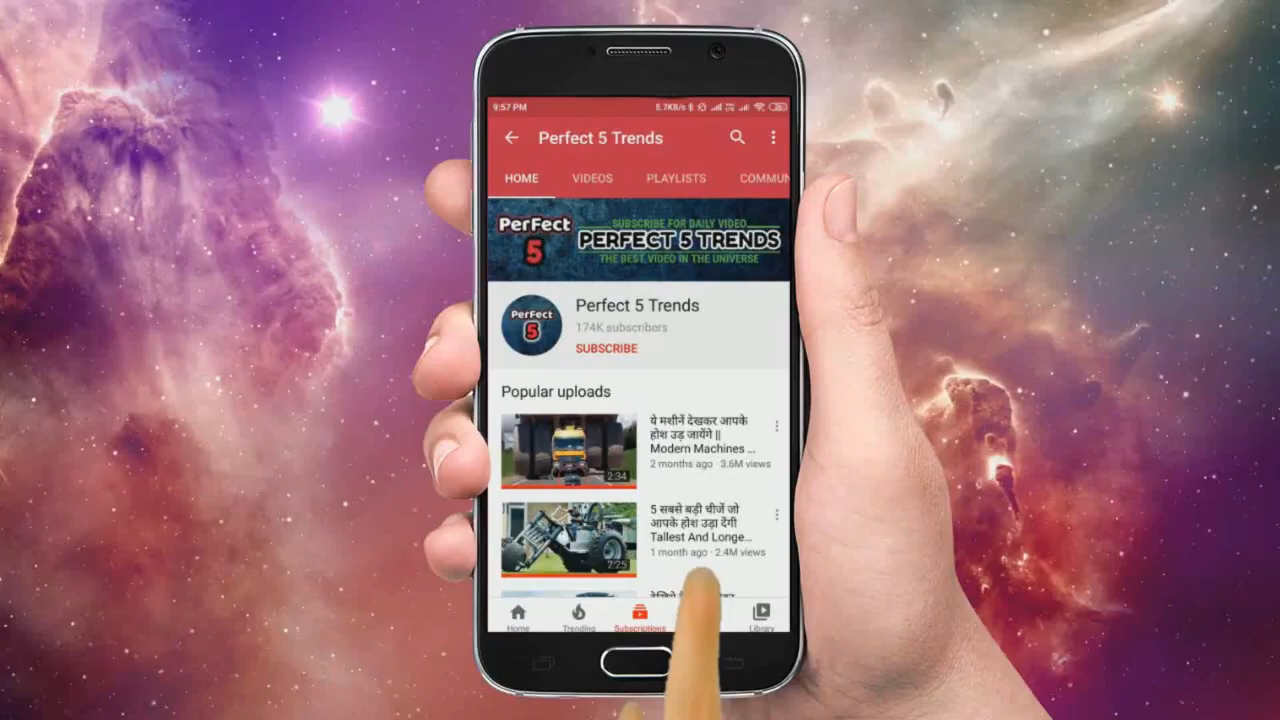 9:57 PM 5.7KB/s
Perfect 5 Trends
HOME VIDEOS PLAYLISTS COMMUN
PerFect
5
SUBSCRIBE FOR DAILY VIDEO
PERFECT 5 TRENDS
THE BEST VIDEO IN THE UNIVERSE
PerFect
5
Perfect 5 Trends
174K subscribers
SUBSCRIBE
Popular uploads
2:34
ये मशीनें देखकर आपके
होश उड़ जायेंगे ||
Modern Machines ...
2 months ago · 3.6M views
2:25
5 सबसे बड़ी चीजें जो
आपके होश उड़ा देंगी
Tallest And Longe...
1 month ago · 2.4M views
Home Trending Subscriptions Library